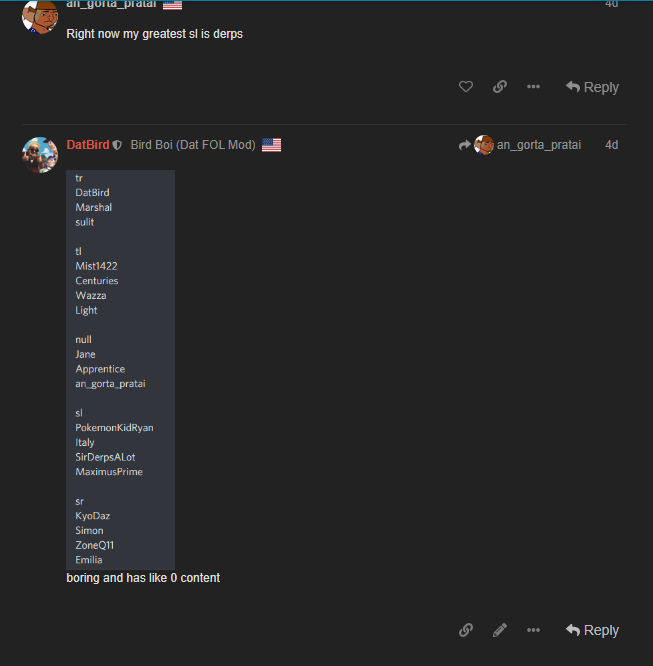 an_gorta_pratai
4d
Right now my greatest sl is derps
Reply
DatBird Bird Boi (Dat FOL Mod) an_gorta_pratai 4d
tr
DatBird
Marshal
sulit
tl
Mist1422
Centuries
Wazza
Light
null
Jane
Apprentice
an_gorta_pratai
sl
PokemonKidRyan
Italy
SirDerpsALot
MaximusPrime
sr
KyoDaz
Simon
ZoneQ11
Emilia
boring and has like 0 content
Reply